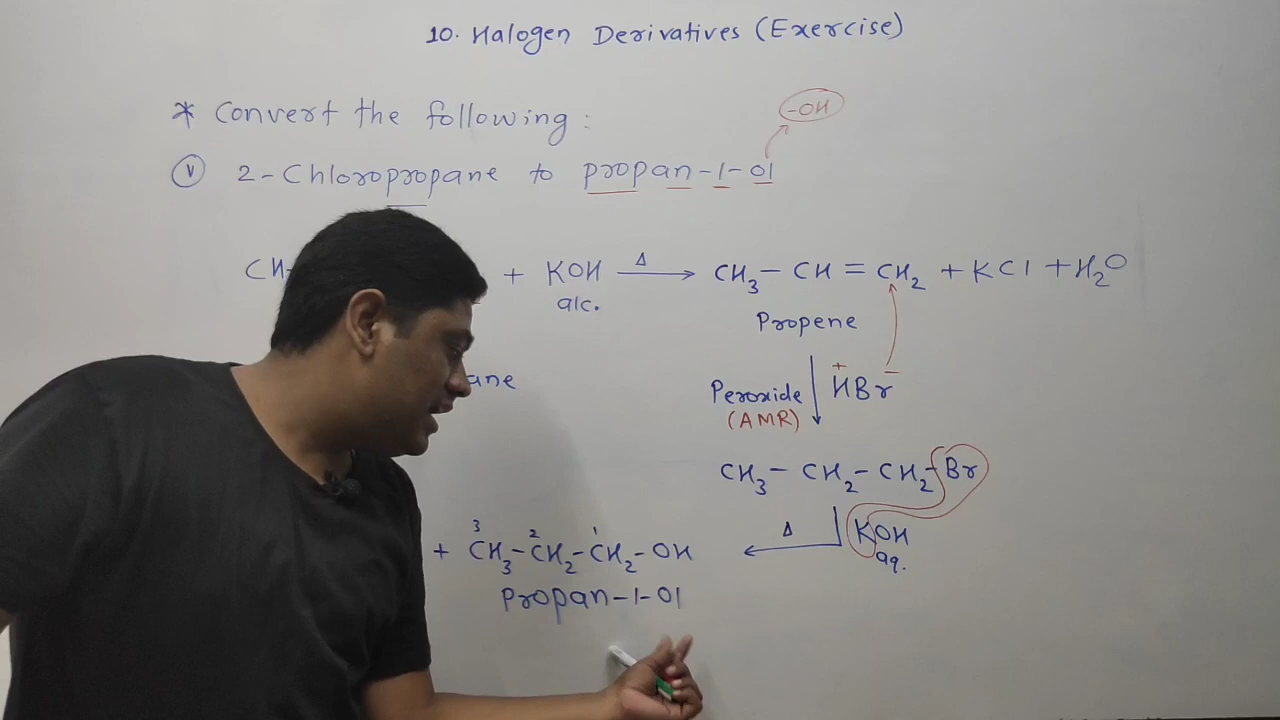 10. Halogen Derivatives (Exercise)
* Convert the following:
-OH
(v) 2-Chloropropane to propan-1-ol
CH + KOH Δ CH3 - CH = CH2 + KCl + H2O
alc.
Propene
ane
Peroxide H+Br-
(AMR)
CH3 - CH2 - CH2 - Br
Δ KOH
aq.
3 2 1
+ CH3 - CH2 - CH2 - OH
Propan-1-ol